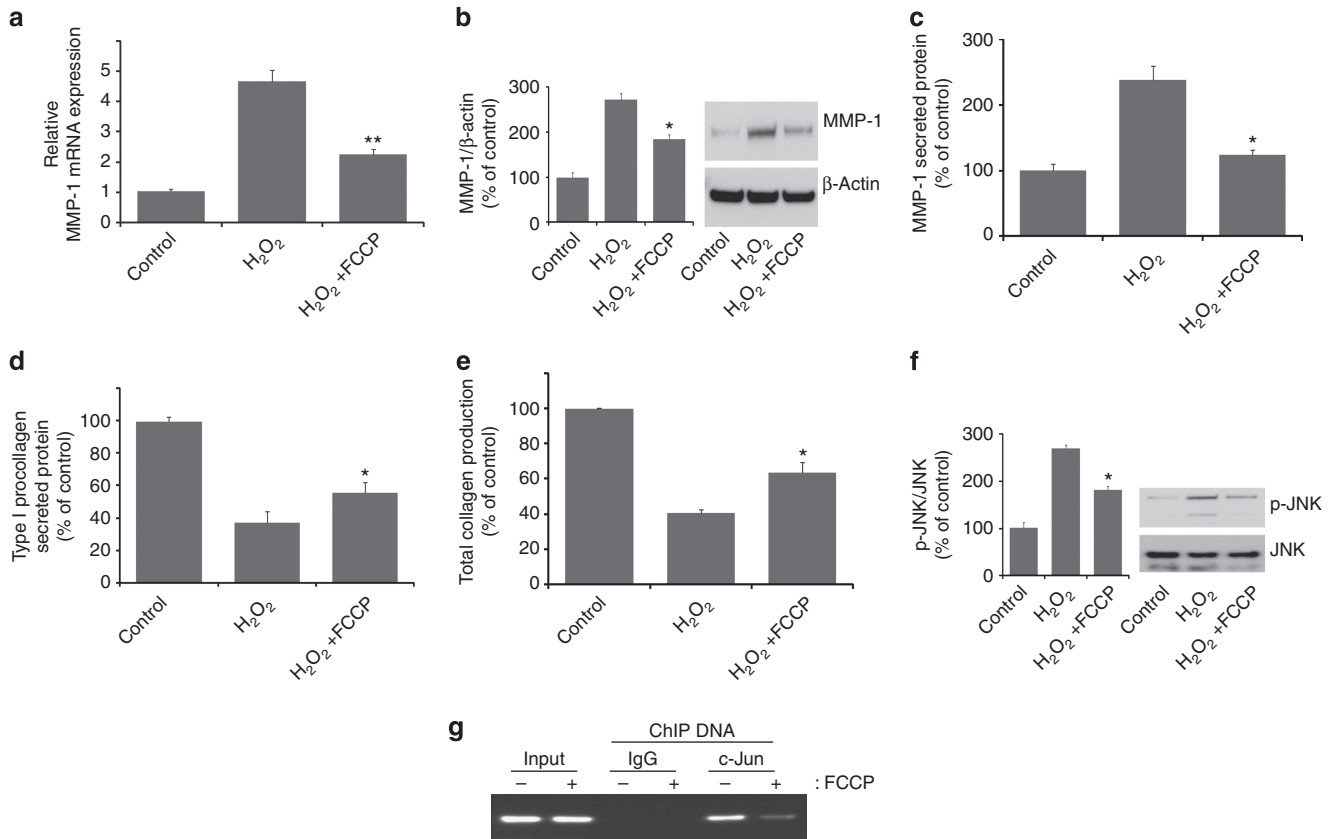 a
Relative
MMP-1 mRNA expression
5
4
3
2
1
0
**
Control
H₂O₂
H₂O₂ +FCCP
b
MMP-1/β-actin
(% of control)
300
200
100
0
*
Control
H₂O₂
H₂O₂ +FCCP
MMP-1
β-Actin
Control
H₂O₂
H₂O₂ +FCCP
c
MMP-1 secreted protein
(% of control)
300
200
100
0
*
Control
H₂O₂
H₂O₂ +FCCP
d
Type I procollagen
secreted protein
(% of control)
100
80
60
40
20
0
*
Control
H₂O₂
H₂O₂ +FCCP
e
Total collagen production
(% of control)
100
80
60
40
20
0
*
Control
H₂O₂
H₂O₂ +FCCP
f
p-JNK/JNK
(% of control)
300
200
100
0
*
Control
H₂O₂
H₂O₂ +FCCP
p-JNK
JNK
Control
H₂O₂
H₂O₂ +FCCP
g
ChIP DNA
Input IgG c-Jun
– + – + – + : FCCP